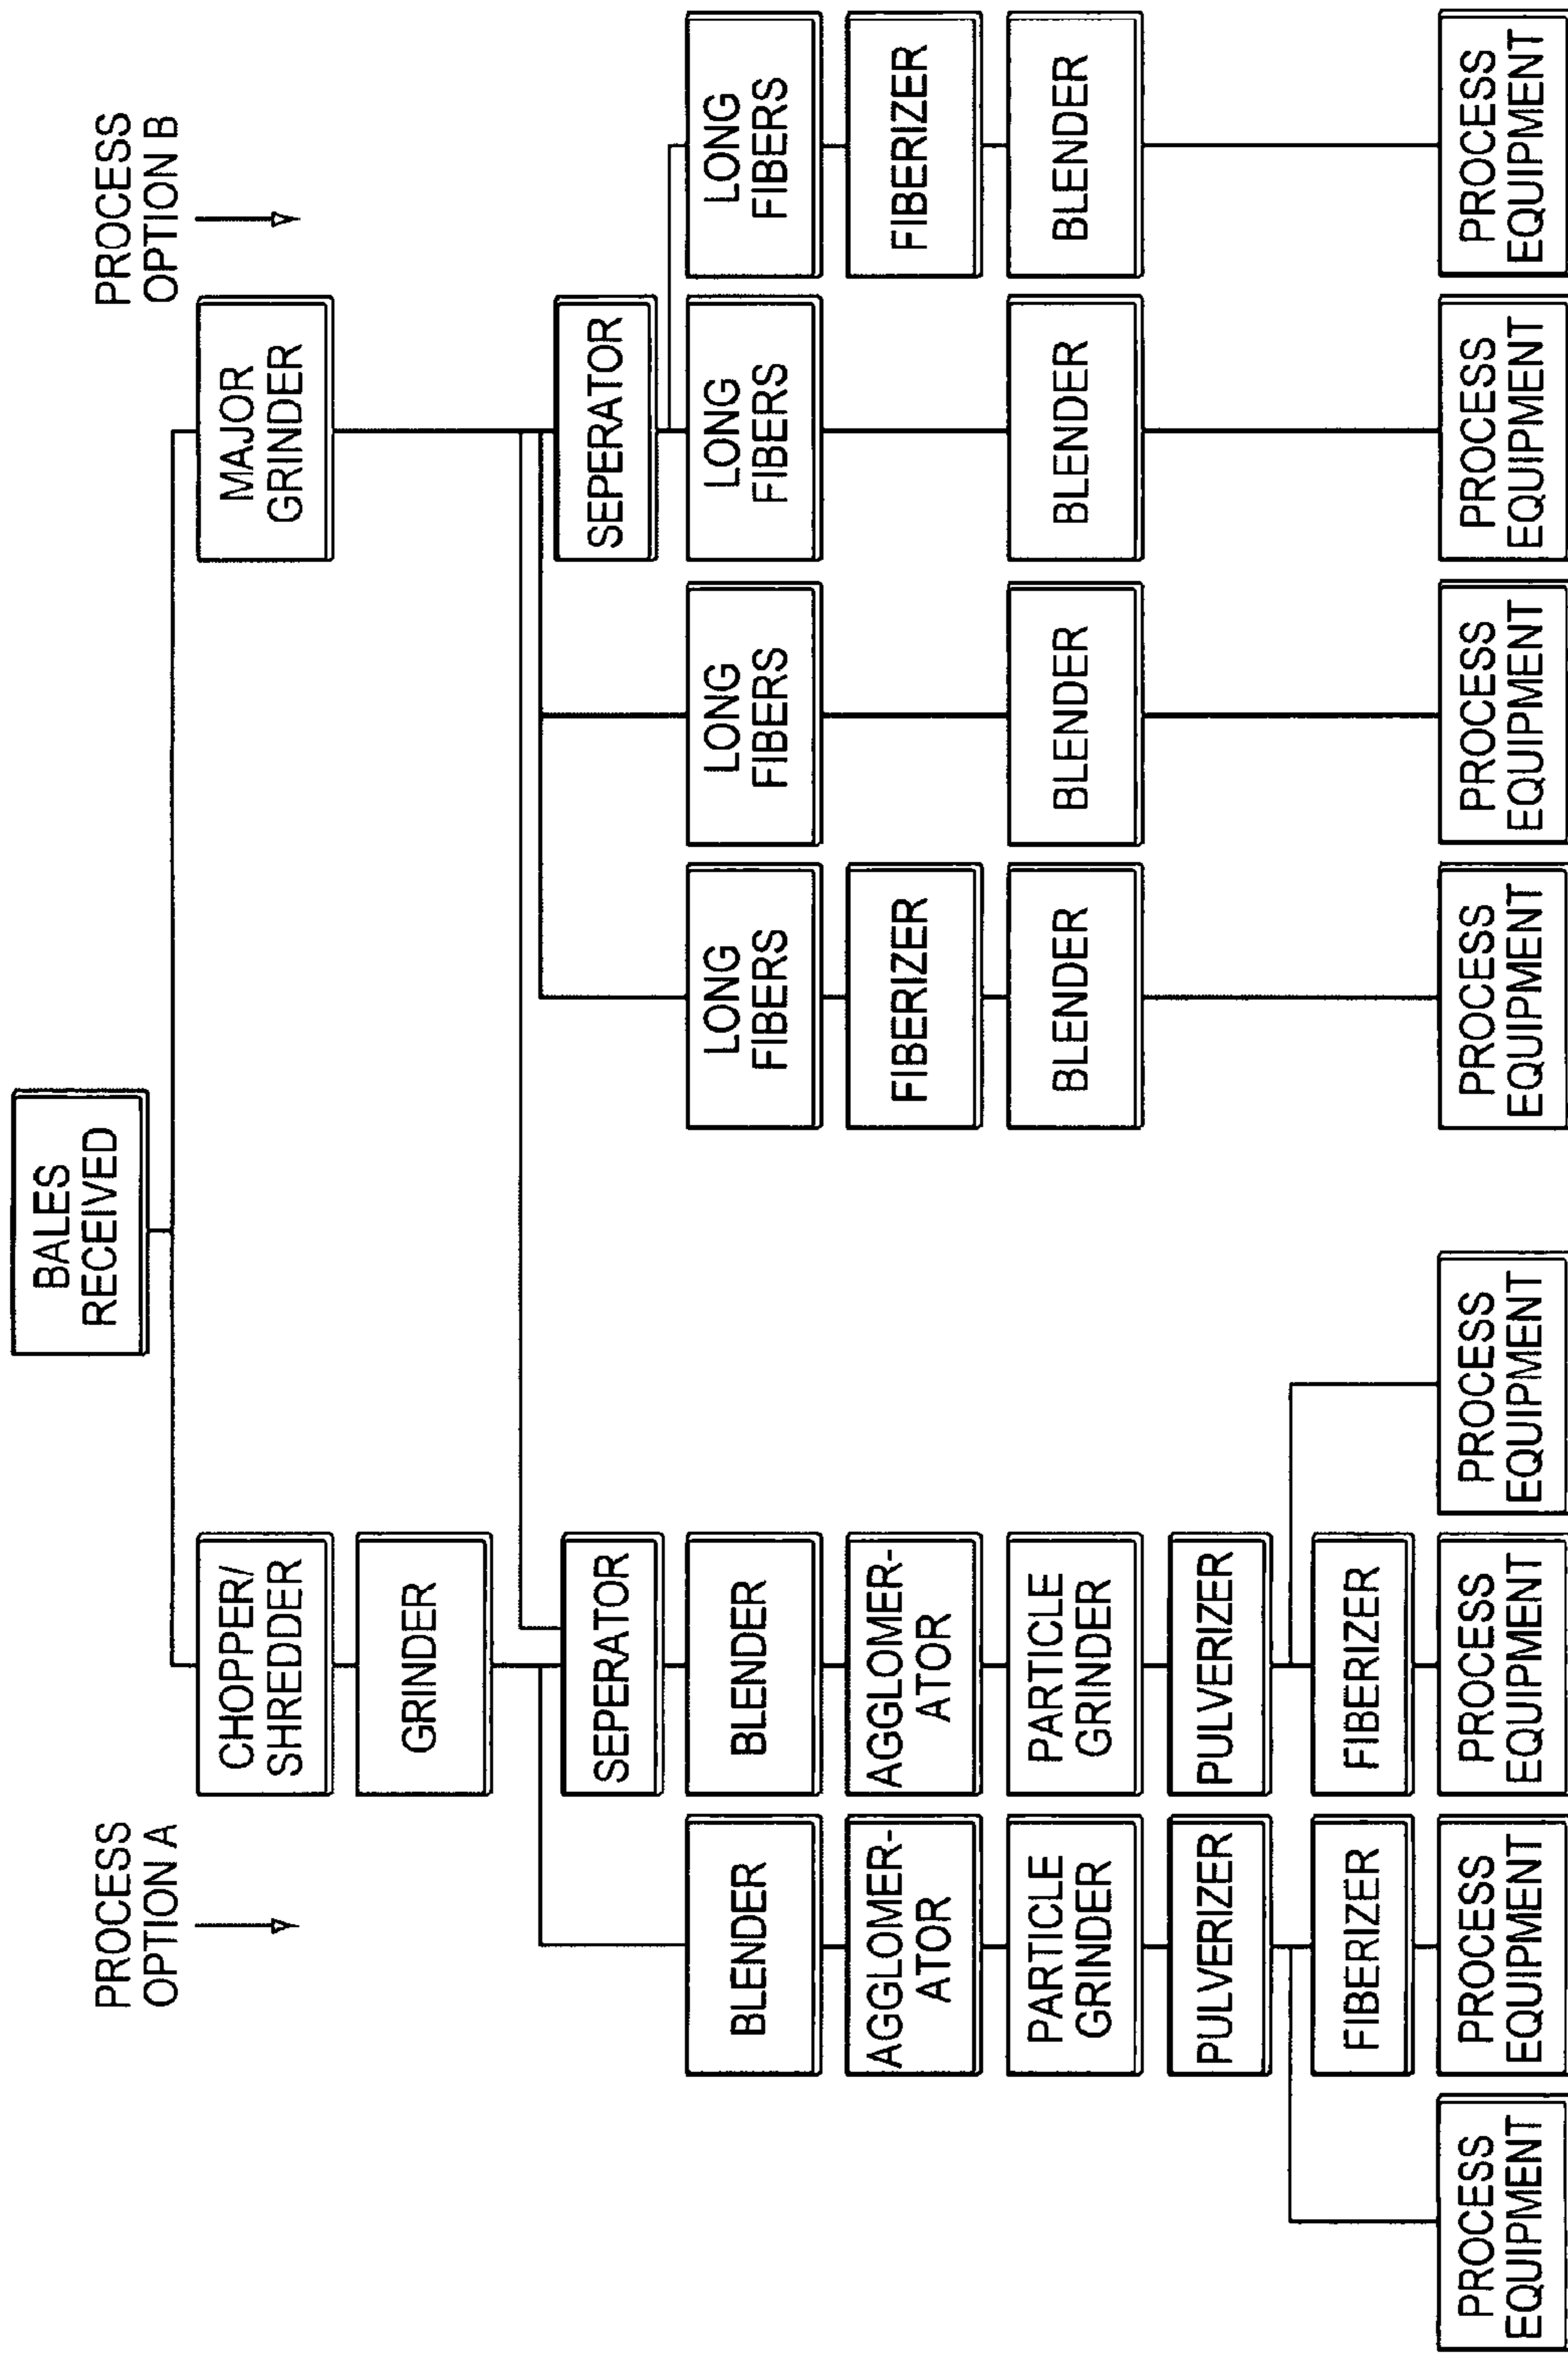 BALES
RECEIVED
PROCESS
OPTION A
PROCESS
OPTION B
CHOPPER/
SHREDDER
MAJOR
GRINDER
GRINDER
SEPERATOR
SEPERATOR
BLENDER
BLENDER
LONG
FIBERS
LONG
FIBERS
LONG
FIBERS
LONG
FIBERS
AGGLOMER-
ATOR
AGGLOMER-
ATOR
FIBERIZER
FIBERIZER
PARTICLE
GRINDER
PARTICLE
GRINDER
BLENDER
BLENDER
BLENDER
BLENDER
PULVERIZER
PULVERIZER
FIBERIZER
FIBERIZER
PROCESS
EQUIPMENT
PROCESS
EQUIPMENT
PROCESS
EQUIPMENT
PROCESS
EQUIPMENT
PROCESS
EQUIPMENT
PROCESS
EQUIPMENT
PROCESS
EQUIPMENT
PROCESS
EQUIPMENT